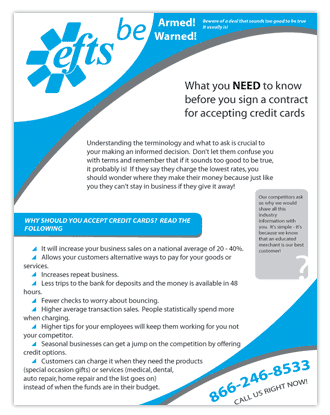 efts
be
Armed!
Warned!
Beware of a deal that sounds too good to be true
It usually is!
What you NEED to know
before you sign a contract
for accepting credit cards
Understanding the terminology and what to ask is crucial to
your making an informed decision. Don't let them confuse you
with terms and remember that if it sounds too good to be true,
it probably is! If they say they charge the lowest rates, you
should wonder where they make their money because just like
you they can't stay in business if they give it away!
Our competitors ask
us why we would
share all this
industry
information with
you. It's simple - it's
because we know
that an educated
merchant is our best
customer!
?
WHY SHOULD YOU ACCEPT CREDIT CARDS? READ THE
FOLLOWING
It will increase your business sales on a national average of 20 - 40%.
Allows your customers alternative ways to pay for your goods or
services.
Increases repeat business.
Less trips to the bank for deposits and the money is available in 48
hours.
Fewer checks to worry about bouncing.
Higher average transaction sales. People statistically spend more
when charging.
Higher tips for your employees will keep them working for you not
your competitor.
Seasonal businesses can get a jump on the competition by offering
credit options.
Customers can charge it when they need the products
(special occasion gifts) or services (medical, dental,
auto repair, home repair and the list goes on)
instead of when the funds are in their budget.
866-246-8533
CALL US RIGHT NOW!